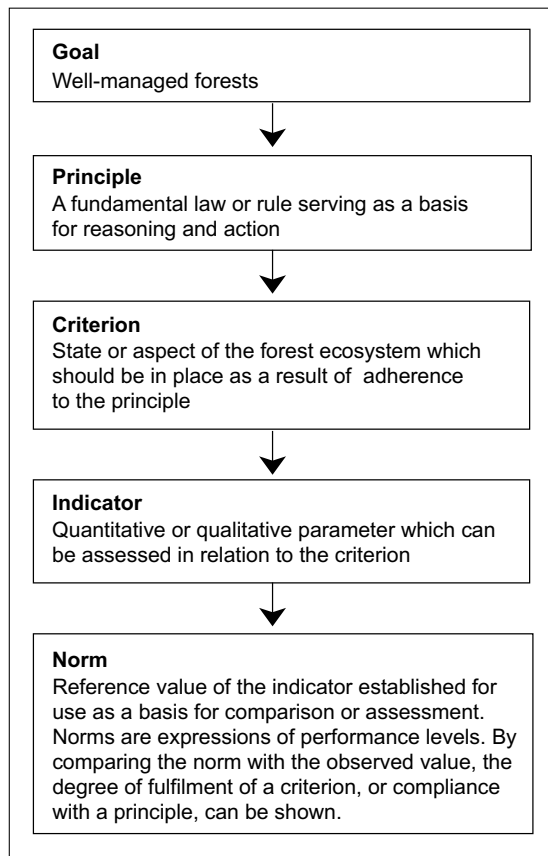 Goal
Well-managed forests
Principle
A fundamental law or rule serving as a basis
for reasoning and action
Criterion
State or aspect of the forest ecosystem which
should be in place as a result of adherence
to the principle
Indicator
Quantitative or qualitative parameter which can
be assessed in relation to the criterion
Norm
Reference value of the indicator established for
use as a basis for comparison or assessment.
Norms are expressions of performance levels. By
comparing the norm with the observed value, the
degree of fulfilment of a criterion, or compliance
with a principle, can be shown.